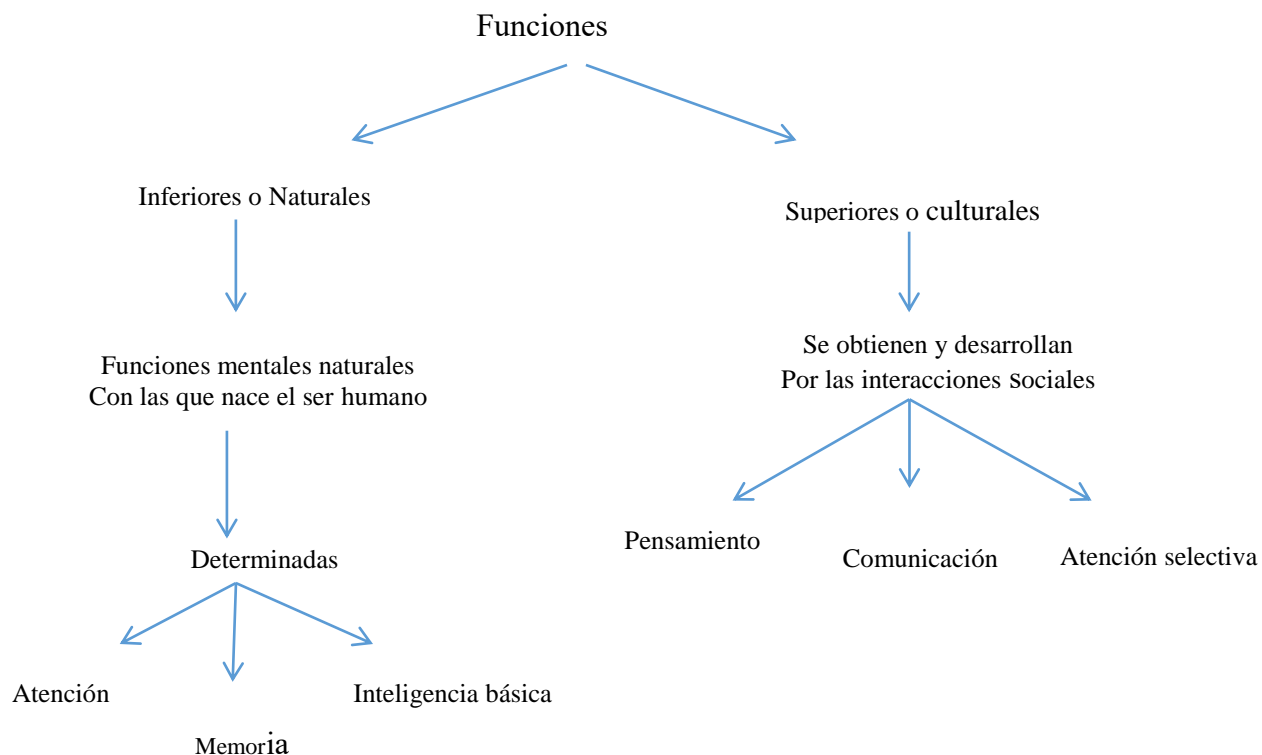 Funciones
Inferiores o Naturales
Superiores o culturales
Funciones mentales naturales
Con las que nace el ser humano
Se obtienen y desarrollan
Por las interacciones sociales
Determinadas
Pensamiento
Comunicación
Atención selectiva
Atención
Memoria
Inteligencia básica